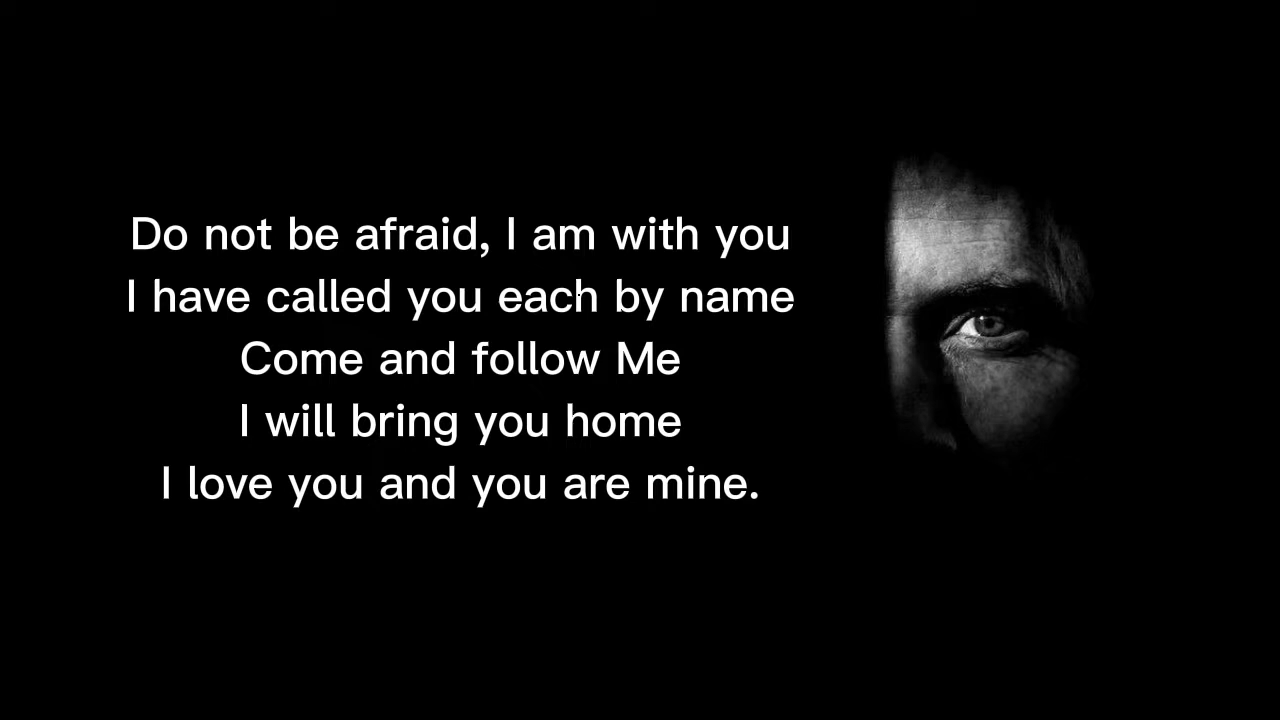 Do not be afraid, I am with you
I have called you each by name
Come and follow Me
I will bring you home
I love you and you are mine.